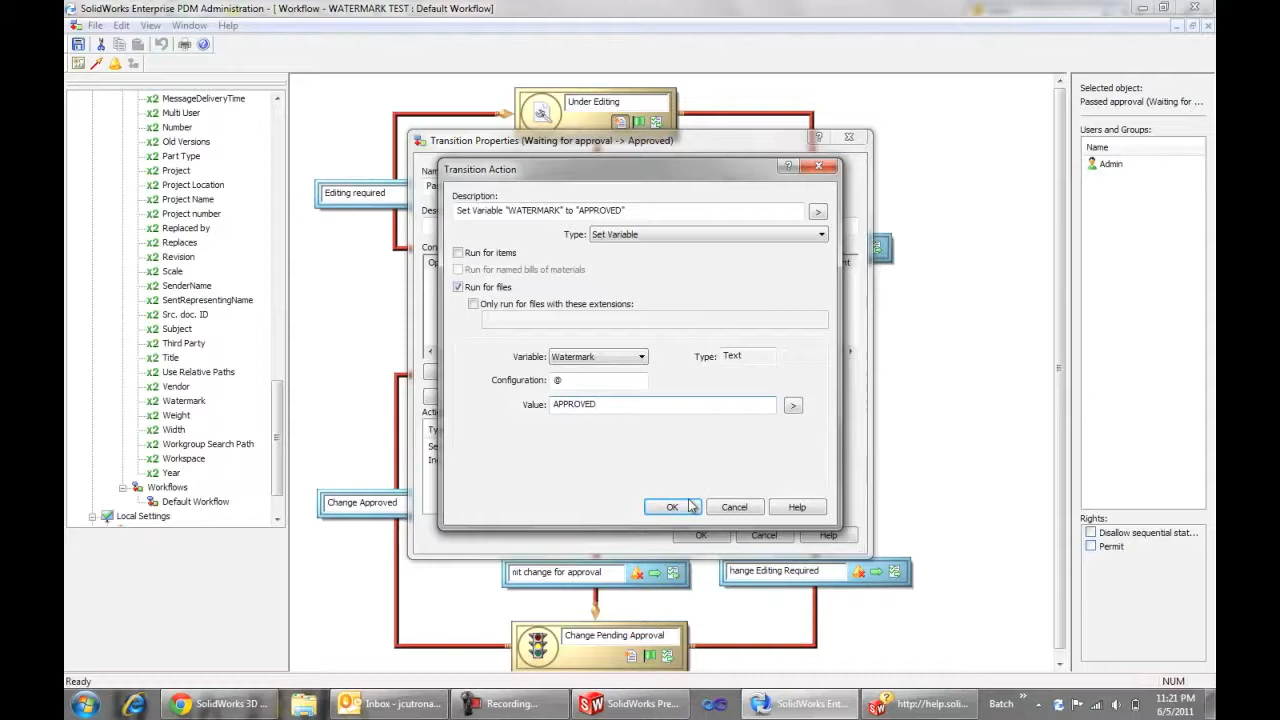 SolidWorks Enterprise PDM Administration - [ Workflow - WATERMARK TEST : Default Workflow]
File Edit View Window Help
MessageDeliveryTime
Multi User
Number
Old Versions
Part Type
Project
Project Location
Project Name
Project number
Replaced by
Replaces
Revision
Scale
SenderName
SentRepresentingName
Src. doc. ID
Subject
Third Party
Title
Use Relative Paths
Vendor
Watermark
Weight
Width
Workgroup Search Path
Workspace
Year
Workflows
Default Workflow
Local Settings
Under Editing
Editing required
Change Approved
Transition Properties (Waiting for approval -> Approved)
Transition Action
Description:
Set Variable "WATERMARK" to "APPROVED"
>
Type: Set Variable
Run for items
Run for named bills of materials
Run for files
Only run for files with these extensions:
Variable: Watermark Type: Text
Configuration: @
Value: APPROVED >
OK Cancel Help
OK Cancel Help
nit change for approval
hange Editing Required
Change Pending Approval
Selected object:
Passed approval (Waiting for ...
Users and Groups:
Name
Admin
Rights:
Disallow sequential stat...
Permit
Ready
NUM
SolidWorks 3D ...
Inbox - jcutrona...
Recording...
SolidWorks Pre...
SolidWorks Ent...
http://help.soli...
Batch
11:21 PM
6/5/2011